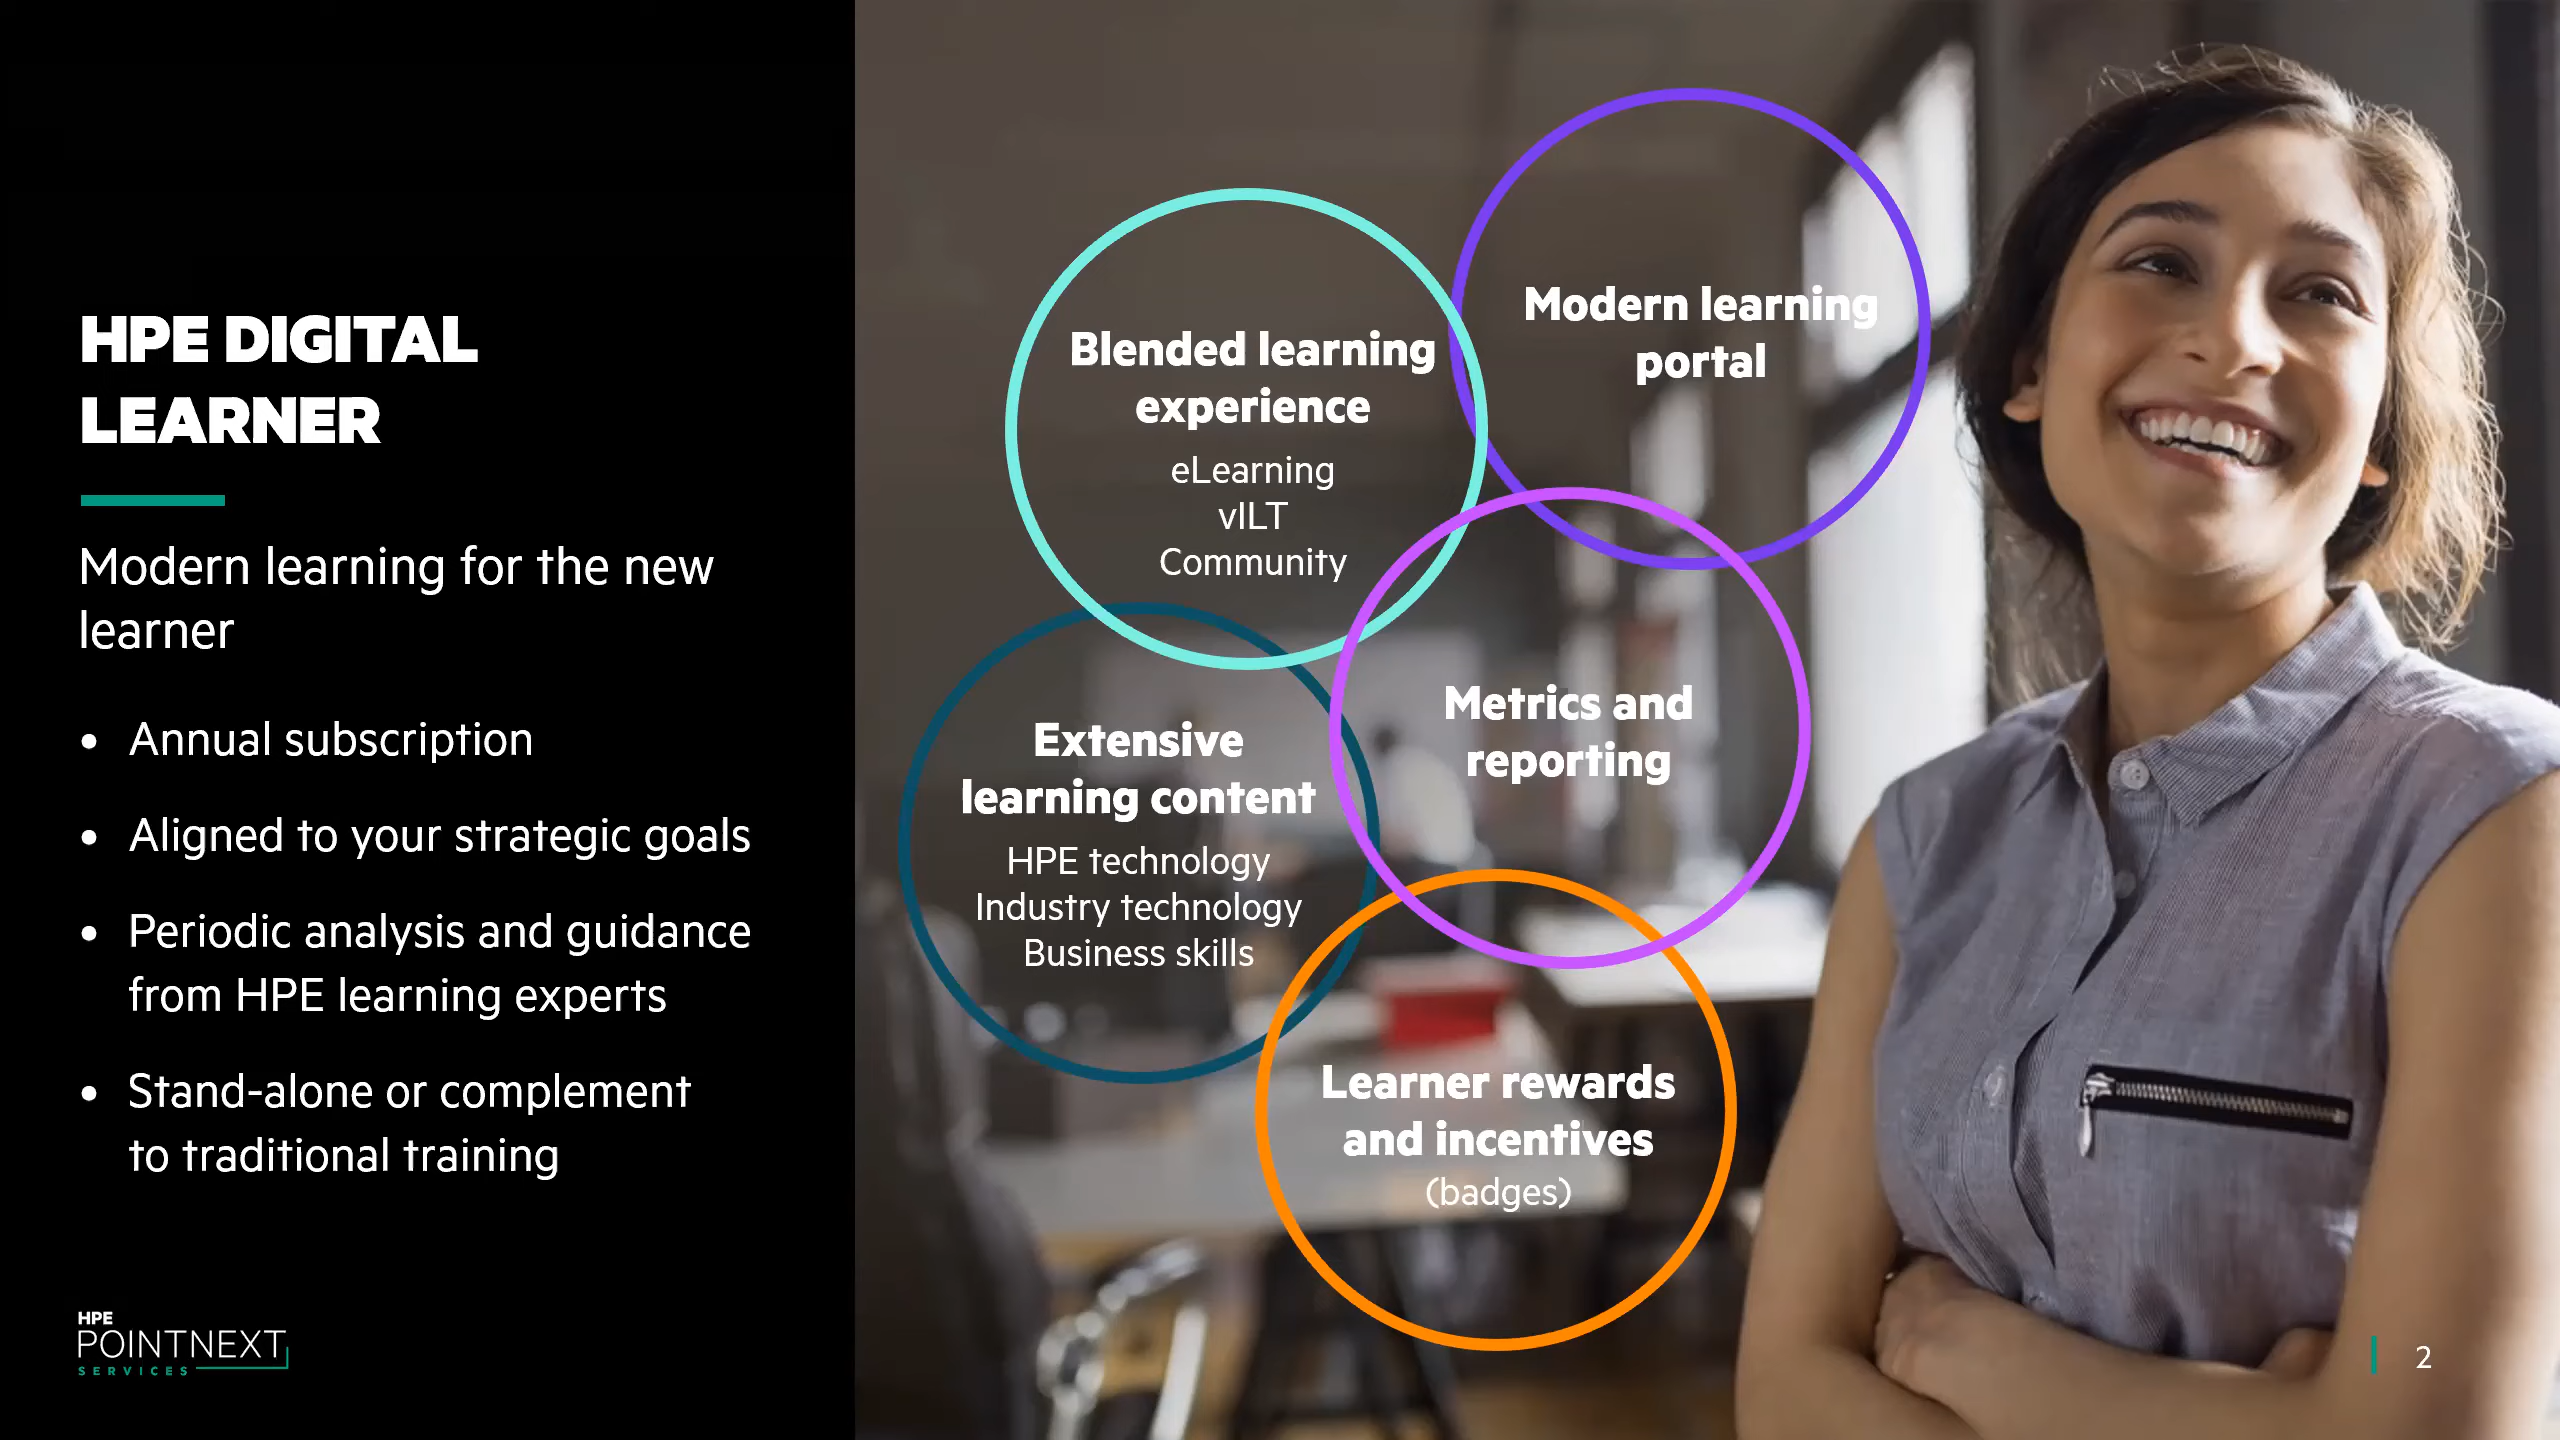 HPE DIGITAL
LEARNER
Modern learning for the new
learner
• Annual subscription
• Aligned to your strategic goals
• Periodic analysis and guidance
from HPE learning experts
• Stand-alone or complement
to traditional training
HPE
POINTNEXT
SERVICES
Blended learning
experience
eLearning
vILT
Community
Modern learning
portal
Extensive
learning content
HPE technology
Industry technology
Business skills
Metrics and
reporting
Learner rewards
and incentives
(badges)
2